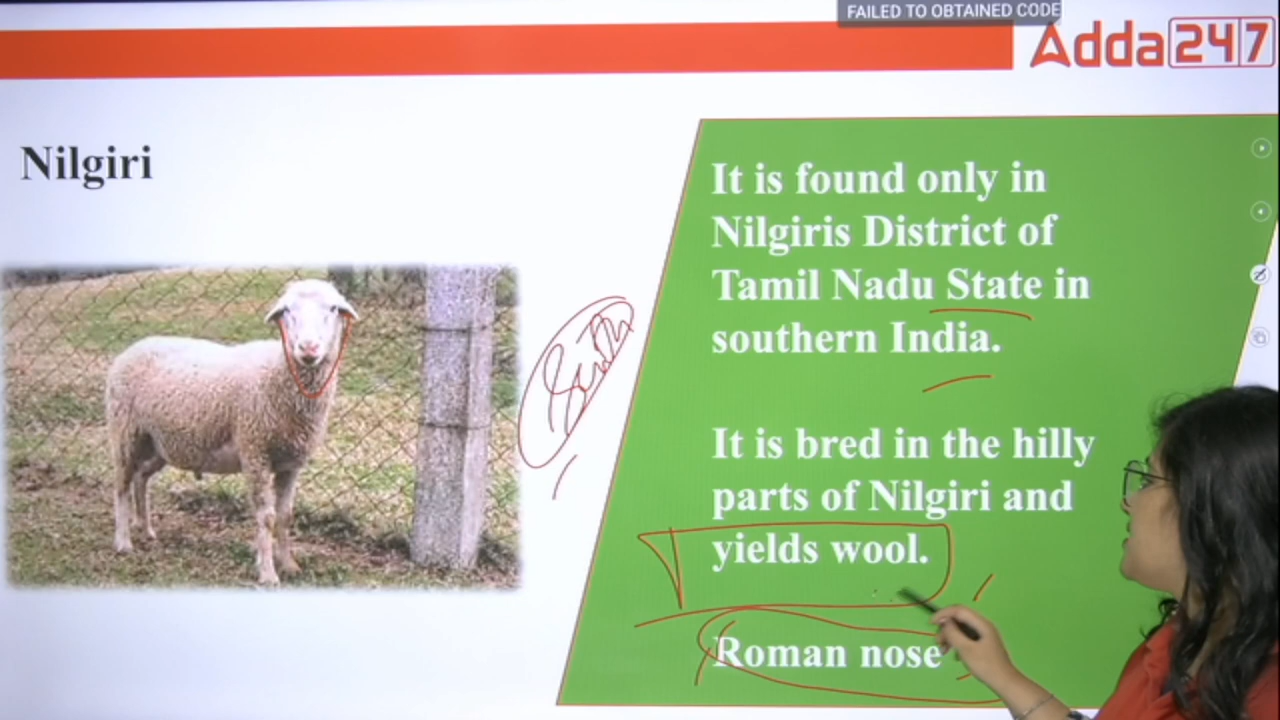 FAILED TO OBTAINED CODE
Adda247
Nilgiri
It is found only in
Nilgiris District of
Tamil Nadu State in
southern India.
It is bred in the hilly
parts of Nilgiri and
yields wool.
Roman nose